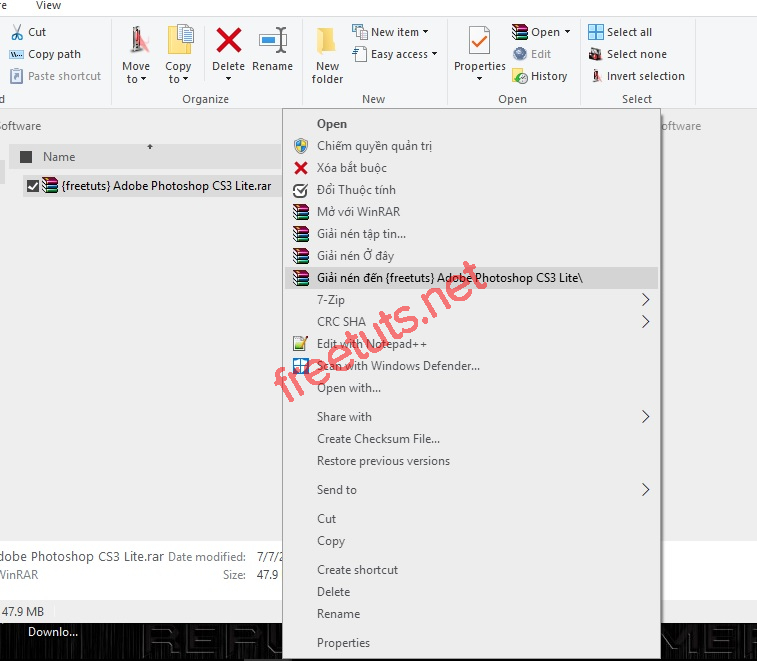 re
View
Cut
Copy path
Paste shortcut
Move to
Copy to
Delete
Rename
New folder
New item
Easy access
Properties
Open
Edit
History
Select all
Select none
Invert selection
d
Organize
New
Open
Select
Software
oftware
Name
{freetuts} Adobe Photoshop CS3 Lite.rar
Open
Chiếm quyền quản trị
Xóa bắt buộc
Đổi Thuộc tính
Mở với WinRAR
Giải nén tập tin...
Giải nén Ở đây
Giải nén đến {freetuts} Adobe Photoshop CS3 Lite\
7-Zip
CRC SHA
Edit with Notepad++
Scan with Windows Defender...
Open with...
Share with
Create Checksum File...
Restore previous versions
Send to
Cut
Copy
Create shortcut
Delete
Rename
Properties
freetuts.net
dobe Photoshop CS3 Lite.rar Date modified: 7/7/2
WinRAR Size: 47.9
47.9 MB
Downlo...